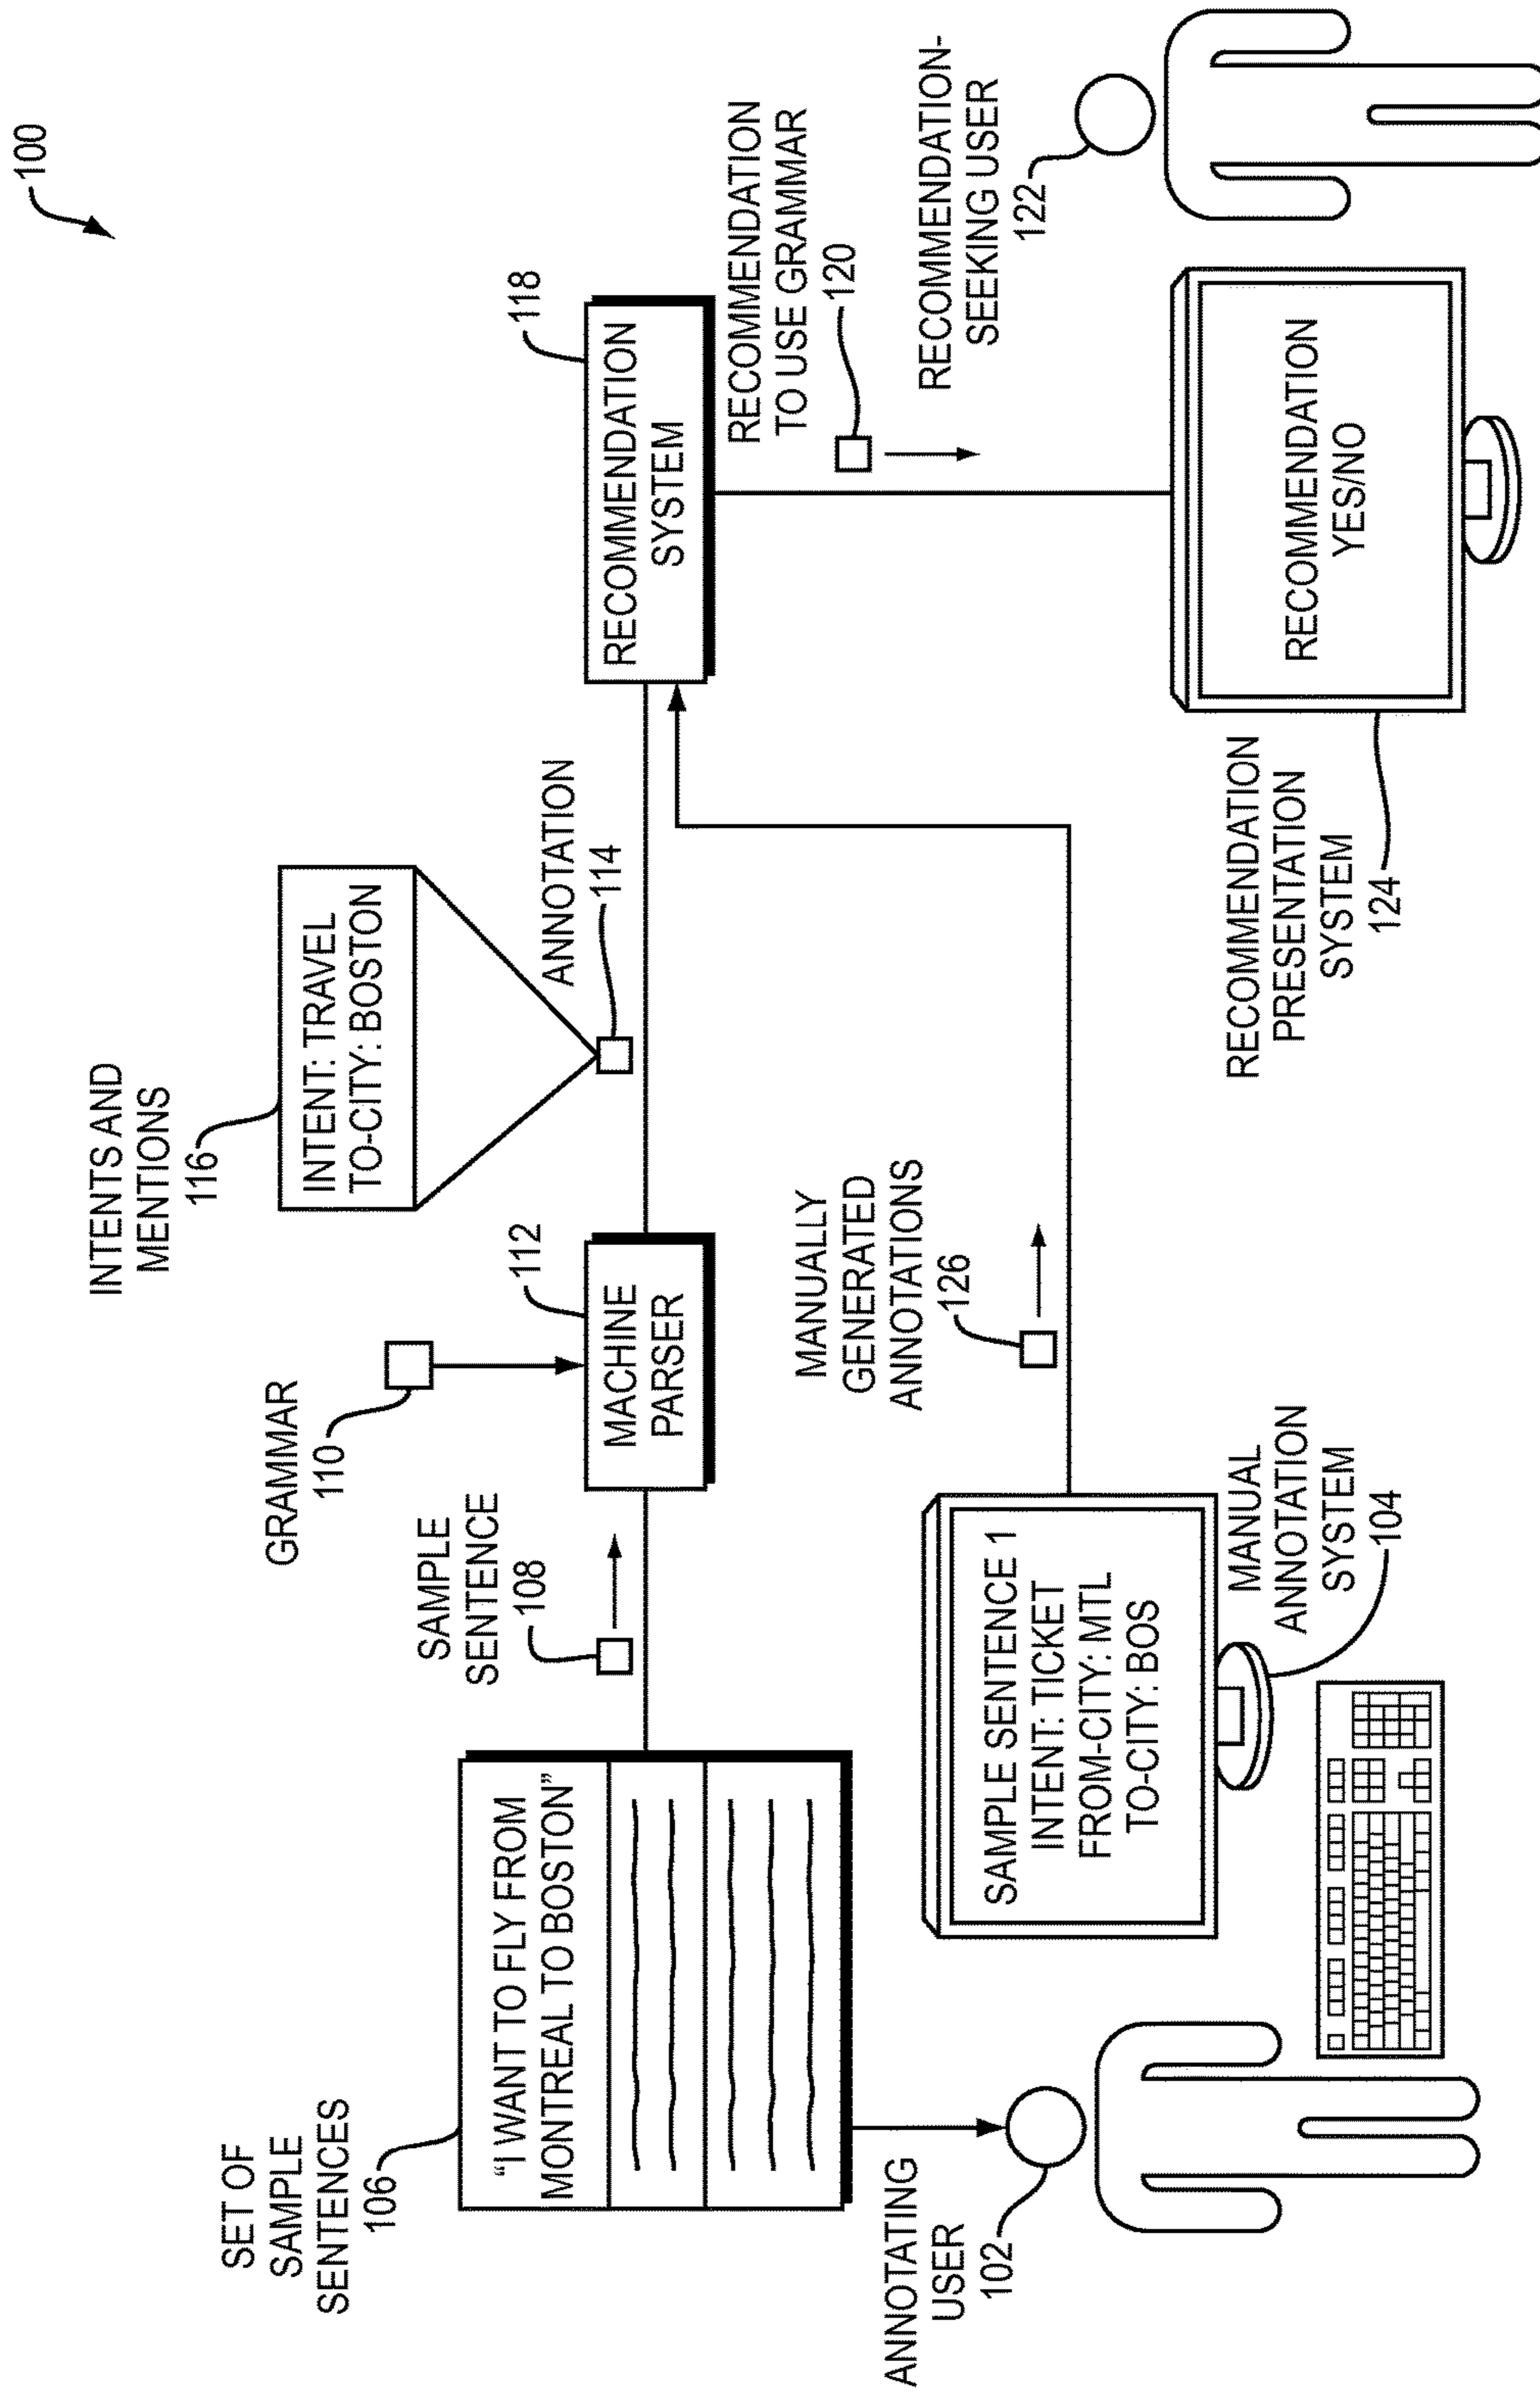 100
SET OF
SAMPLE
SENTENCES
106
"I WANT TO FLY FROM
MONTREAL TO BOSTON"
SAMPLE
SENTENCE
108
GRAMMAR
110
MACHINE
PARSER
112
INTENTS AND
MENTIONS
116
INTENT: TRAVEL
TO-CITY: BOSTON
ANNOTATION
114
RECOMMENDATION
SYSTEM
118
RECOMMENDATION
TO USE GRAMMAR
120
ANNOTATING
USER
102
SAMPLE SENTENCE 1
INTENT: TICKET
FROM-CITY: MTL
TO-CITY: BOS
MANUAL
ANNOTATION
SYSTEM
104
MANUALLY
GENERATED
ANNOTATIONS
126
RECOMMENDATION
PRESENTATION
SYSTEM
124
RECOMMENDATION
YES/NO
RECOMMENDATION-
SEEKING USER
122